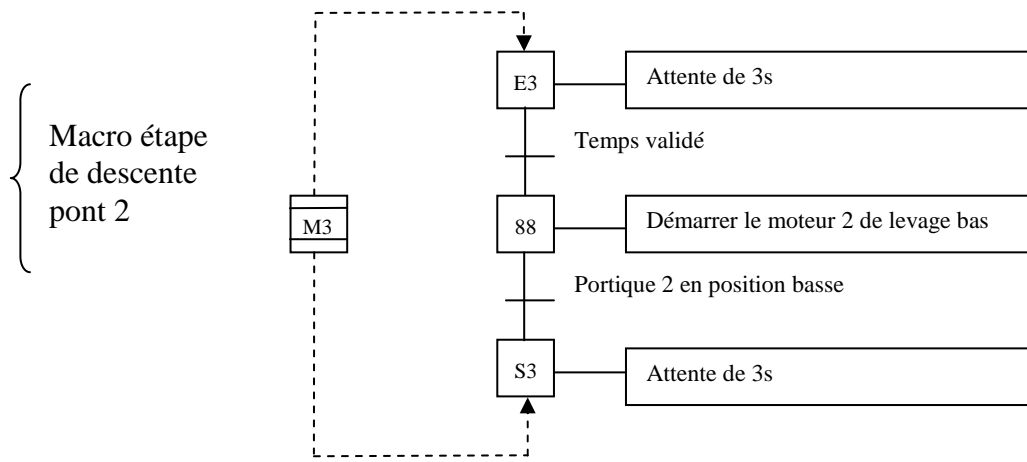 E3
Attente de 3s
Macro étape
de descente
pont 2
Temps validé
M3
88
Démarrer le moteur 2 de levage bas
Portique 2 en position basse
S3
Attente de 3s